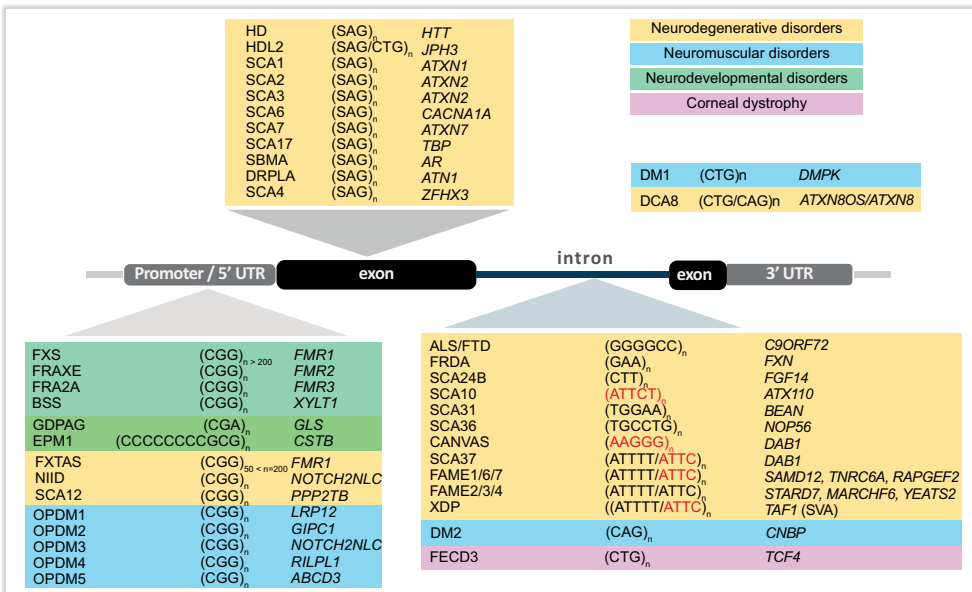 HD (SAG)n HTT
HDL2 (SAG/CTG)n JPH3
SCA1 (SAG)n ATXN1
SCA2 (SAG)n ATXN2
SCA3 (SAG)n ATXN2
SCA6 (SAG)n CACNA1A
SCA7 (SAG)n ATXN7
SCA17 (SAG)n TBP
SBMA (SAG)n AR
DRPLA (SAG)n ATN1
SCA4 (SAG)n ZFHX3
Neurodegenerative disorders
Neuromuscular disorders
Neurodevelopmental disorders
Corneal dystrophy
DM1 (CTG)n DMPK
DCA8 (CTG/CAG)n ATXN8OS/ATXN8
Promoter / 5' UTR
exon
intron
exon
3' UTR
FXS (CGG)n > 200 FMR1
FRAXE (CGG)n FMR2
FRA2A (CGG)n FMR3
BSS (CGG)n XYLT1
GDPAG (CGA)n GLS
EPM1 (CCCCCCCCGCG)n CSTB
FXTAS (CGG)50 < n=200 FMR1
NIID (CGG)n NOTCH2NLC
SCA12 (CGG)n PPP2TB
OPDM1 (CGG)n LRP12
OPDM2 (CGG)n GIPC1
OPDM3 (CGG)n NOTCH2NLC
OPDM4 (CGG)n RILPL1
OPDM5 (CGG)n ABCD3
ALS/FTD (GGGGCC)n C9ORF72
FRDA (GAA)n FXN
SCA24B (CTT)n FGF14
SCA10 (ATTCT)n ATX110
SCA31 (TGGAA)n BEAN
SCA36 (TGCCTG)n NOP56
CANVAS (AAGGG)n DAB1
SCA37 (ATTTT/ATTC)n DAB1
FAME1/6/7 (ATTTT/ATTC)n SAMD12, TNRC6A, RAPGEF2
FAME2/3/4 (ATTTT/ATTC)n STARD7, MARCHF6, YEATS2
XDP ((ATTTT/ATTC)n TAF1 (SVA)
DM2 (CAG)n CNBP
FECD3 (CTG)n TCF4